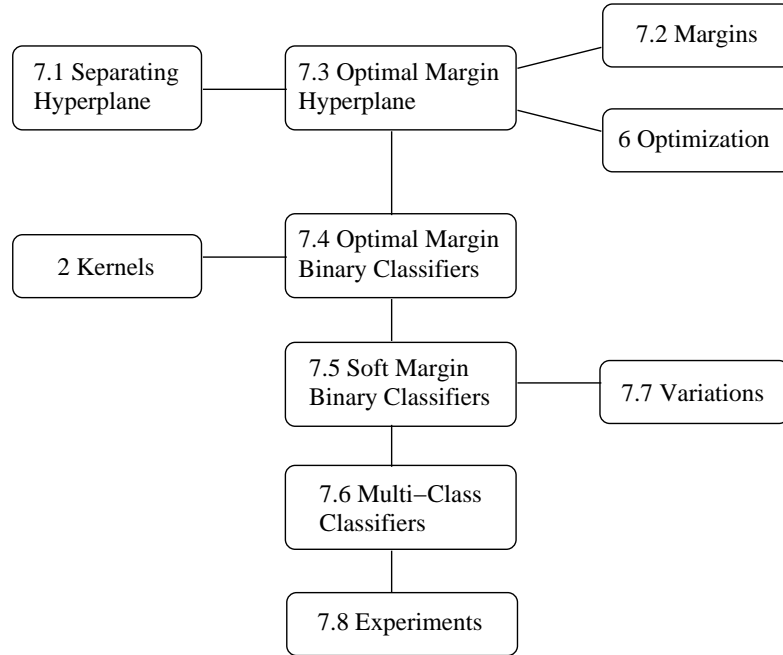 7.2 Margins
7.1 Separating
Hyperplane
7.3 Optimal Margin
Hyperplane
6 Optimization
2 Kernels
7.4 Optimal Margin
Binary Classifiers
7.5 Soft Margin
Binary Classifiers
7.7 Variations
7.6 Multi−Class
Classifiers
7.8 Experiments